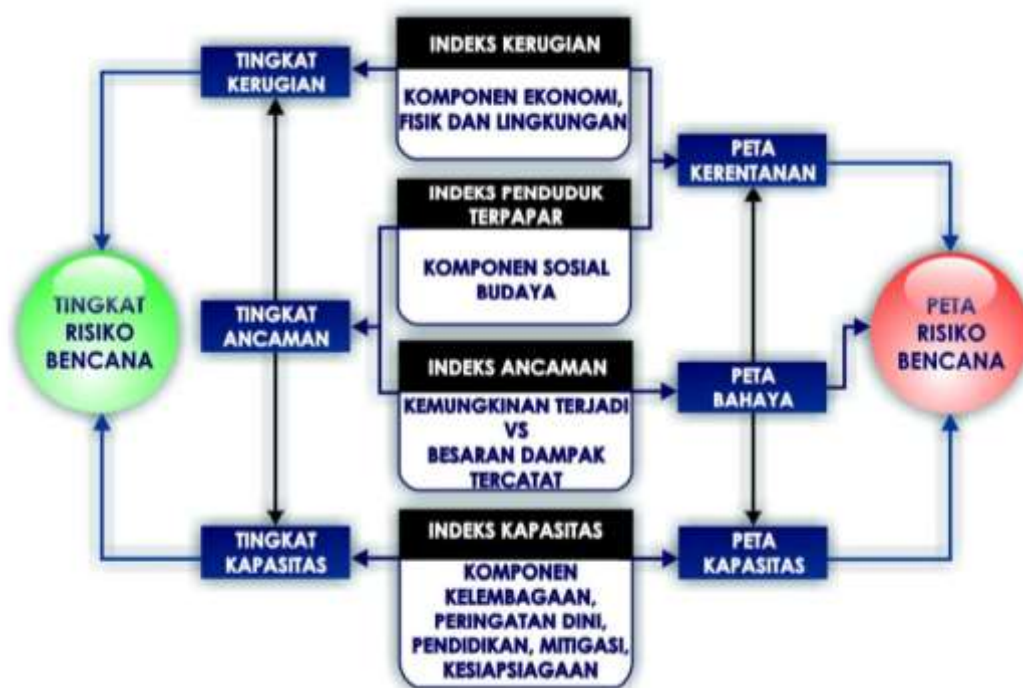 INDEKS KERUGIAN
KOMPONEN EKONOMI,
FISIK DAN LINGKUNGAN
TINGKAT
KERUGIAN
PETA
KERENTANAN
INDEKS PENDUDUK
TERPAPAR
KOMPONEN SOSIAL
BUDAYA
TINGKAT
RISIKO
BENCANA
TINGKAT
ANCAMAN
PETA
RISIKO
BENCANA
INDEKS ANCAMAN
KEMUNGKINAN TERJADI
VS
BESARAN DAMPAK
TERCATAT
PETA
BAHAYA
INDEKS KAPASITAS
KOMPONEN
KELEMBAGAAN,
PERINGATAN DINI,
PENDIDIKAN, MITIGASI,
KESIAPSIAGAAN
TINGKAT
KAPASITAS
PETA
KAPASITAS